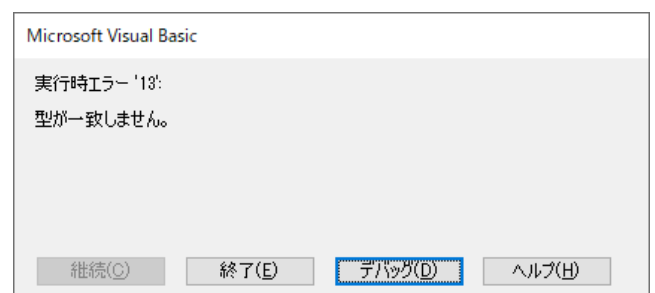 Microsoft Visual Basic
実行時エラー '13':
型が一致しません。
継続(C) 終了(E) デバッグ(D) ヘルプ(H)